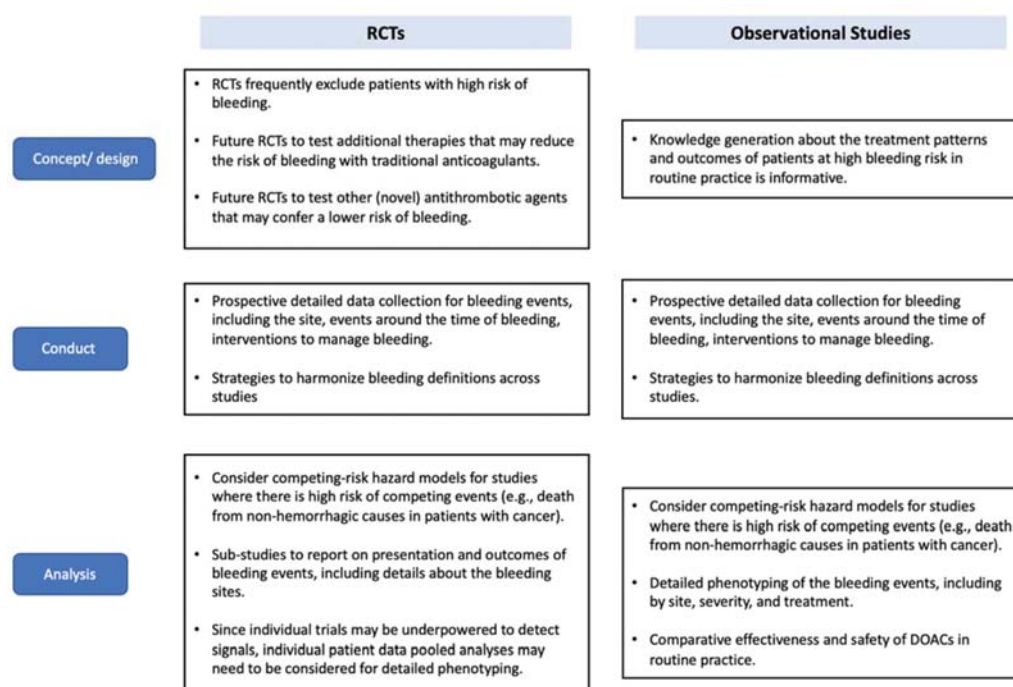 RCTs
Observational Studies
Concept/ design
• RCTs frequently exclude patients with high risk of
bleeding.
• Future RCTs to test additional therapies that may reduce
the risk of bleeding with traditional anticoagulants.
• Future RCTs to test other (novel) antithrombotic agents
that may confer a lower risk of bleeding.
• Knowledge generation about the treatment patterns
and outcomes of patients at high bleeding risk in
routine practice is informative.
Conduct
• Prospective detailed data collection for bleeding events,
including the site, events around the time of bleeding,
interventions to manage bleeding.
• Strategies to harmonize bleeding definitions across
studies
• Prospective detailed data collection for bleeding
events, including the site, events around the time of
bleeding, interventions to manage bleeding.
• Strategies to harmonize bleeding definitions across
studies.
Analysis
• Consider competing-risk hazard models for studies
where there is high risk of competing events (e.g., death
from non-hemorrhagic causes in patients with cancer).
• Sub-studies to report on presentation and outcomes of
bleeding events, including details about the bleeding
sites.
• Since individual trials may be underpowered to detect
signals, individual patient data pooled analyses may
need to be considered for detailed phenotyping.
• Consider competing-risk hazard models for studies
where there is high risk of competing events (e.g., death
from non-hemorrhagic causes in patients with cancer).
• Detailed phenotyping of the bleeding events, including
by site, severity, and treatment.
• Comparative effectiveness and safety of DOACs in
routine practice.